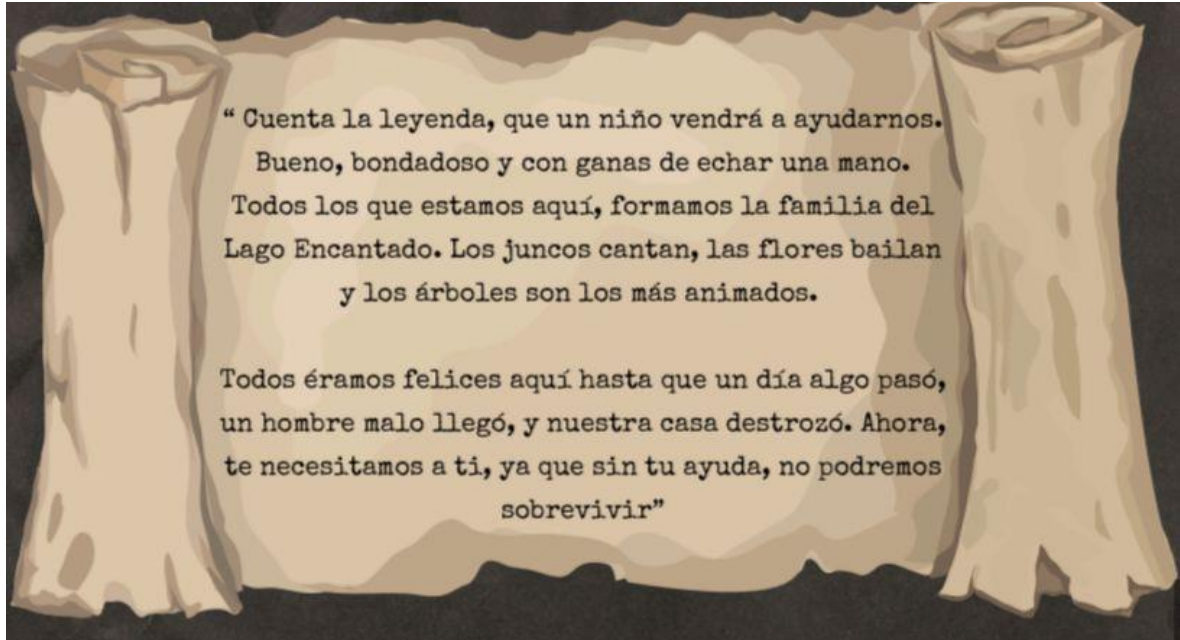 “ Cuenta la leyenda, que un niño vendrá a ayudarnos.
Bueno, bondadoso y con ganas de echar una mano.
Todos los que estamos aquí, formamos la familia del
Lago Encantado. Los juncos cantan, las flores bailan
y los árboles son los más animados.
Todos éramos felices aquí hasta que un día algo pasó,
un hombre malo llegó, y nuestra casa destrozó. Ahora,
te necesitamos a ti, ya que sin tu ayuda, no podremos
sobrevivir”